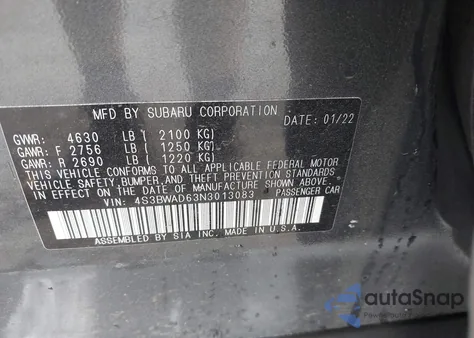 MFD BY SUBARU CORPORATION
DATE: 01/22
GVWR: 4630 LB ( 2100 KG)
GAWR: F 2756 LB ( 1250 KG)
GAWR: R 2690 LB ( 1220 KG)
THIS VEHICLE CONFORMS TO ALL APPLICABLE FEDERAL MOTOR
VEHICLE SAFETY, BUMPER, AND THEFT PREVENTION STANDARDS
IN EFFECT ON THE DATE OF MANUFACTURE SHOWN ABOVE.
VIN: 4S3BWAD63N3013083 PASSENGER CAR
ASSEMBLED BY SIA INC. MADE IN U.S.A.
autaSnap